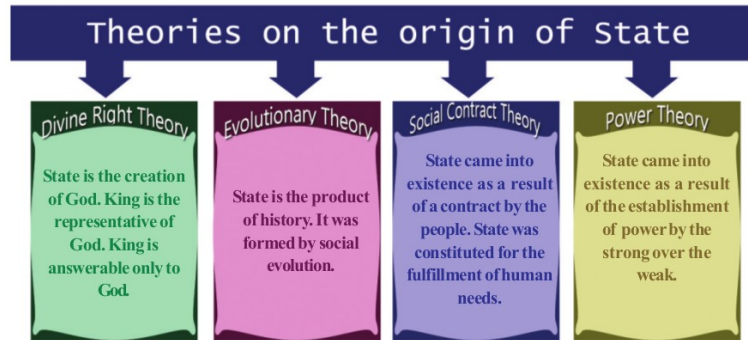 Theories on the origin of State
Divine Right Theory
State is the creation
of God. King is the
representative of
God. King is
answerable only to
God.
Evolutionary Theory
State is the product
of history. It was
formed by social
evolution.
Social Contract Theory
State came into
existence as a result
of a contract by the
people. State was
constituted for the
fulfillment of human
needs.
Power Theory
State came into
existence as a result
of the establishment
of power by the
strong over the
weak.